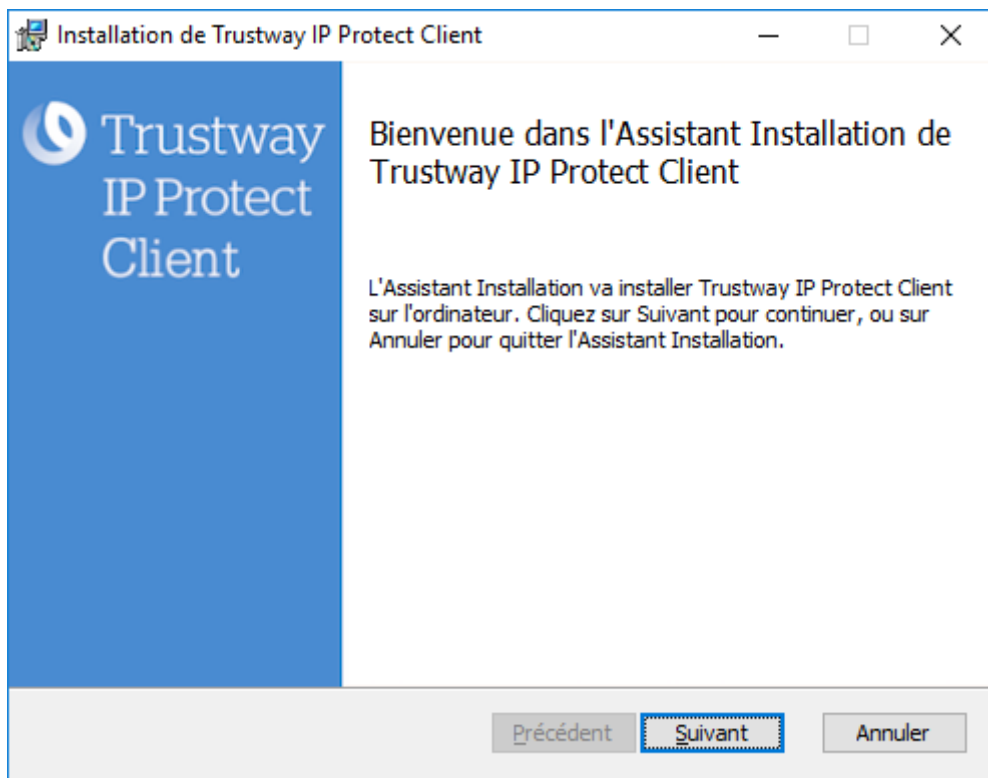 Installation de Trustway IP Protect Client
Trustway
IP Protect
Client
Bienvenue dans l'Assistant Installation de
Trustway IP Protect Client
L'Assistant Installation va installer Trustway IP Protect Client
sur l'ordinateur. Cliquez sur Suivant pour continuer, ou sur
Annuler pour quitter l'Assistant Installation.
Précédent
Suivant
Annuler